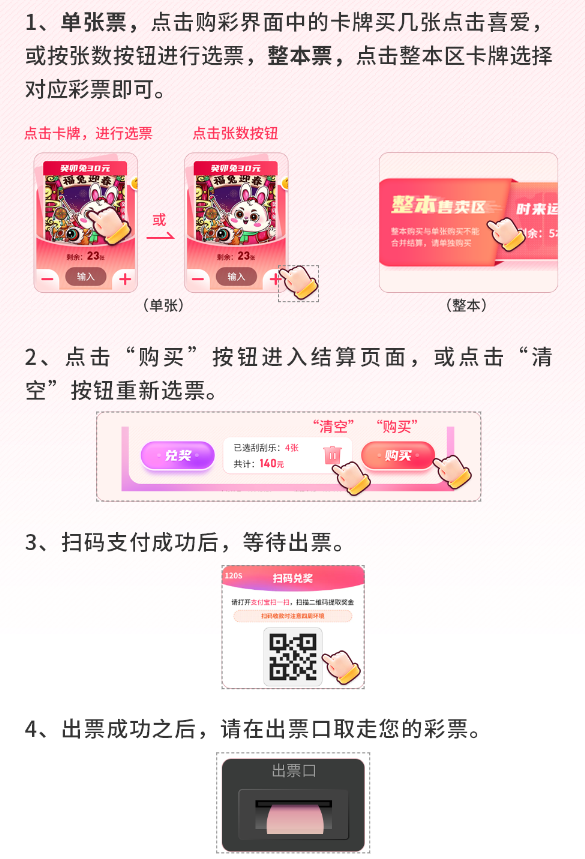 1、单张票，点击购彩界面中的卡牌买几张点击喜爱，
或按张数按钮进行选票，整本票，点击整本区卡牌选择
对应彩票即可。
点击卡牌，进行选票
点击张数按钮
癸卯兔30元
福兔迎春
剩余：23张
− 输入 +
或
癸卯兔30元
福兔迎春
剩余：23张
− 输入 +
整本售卖区
整本购买与单张购买不能
合并结算，请单独购买
时来运
剩余：5
（单张）
（整本）
2、点击“购买”按钮进入结算页面，或点击“清
空”按钮重新选票。
“清空” “购买”
兑奖
已选刮刮乐：4张
共计：140元
购买
3、扫码支付成功后，等待出票。
120S
扫码兑奖
请打开支付宝扫一扫，扫描二维码提取奖金
扫码收款时注意四周环境
4、出票成功之后，请在出票口取走您的彩票。
出票口